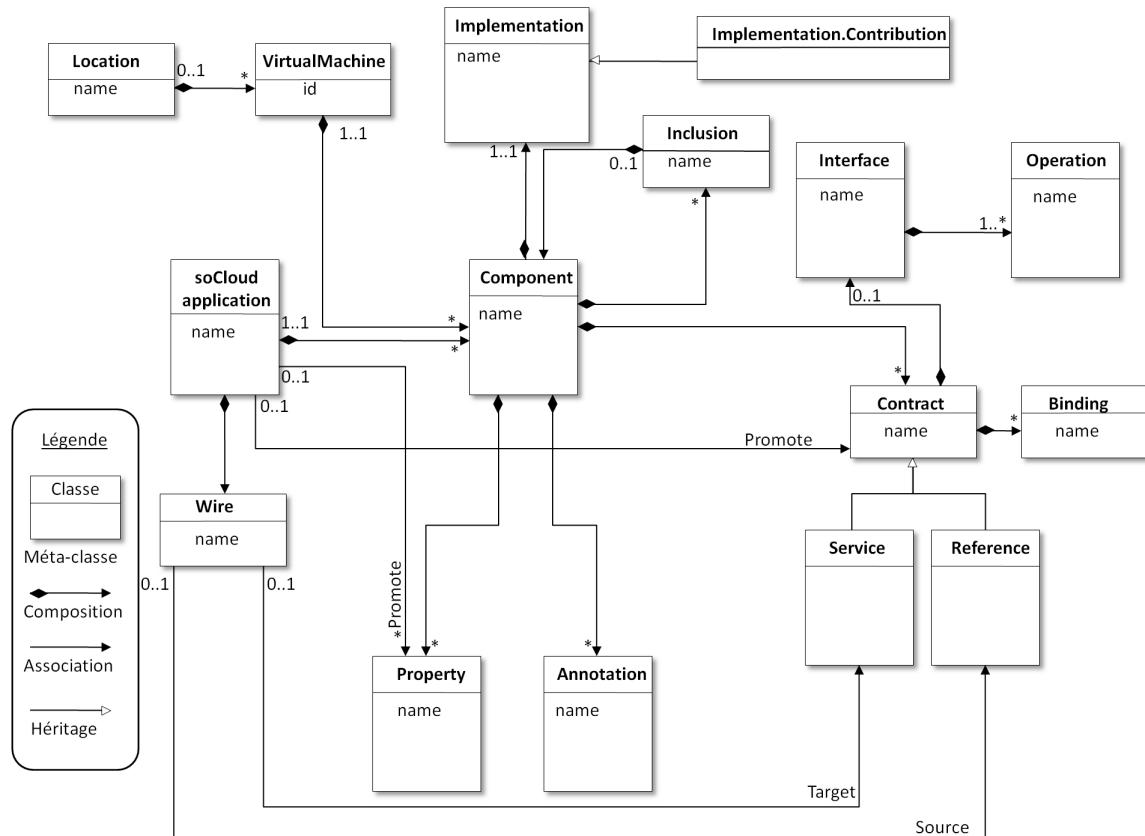 Implementation
name
Implementation.Contribution
Location
name
0..1
*
VirtualMachine
id
1..1
1..1
Inclusion
name
0..1
*
Interface
name
1..*
Operation
name
0..1
soCloud
application
name
1..1
*
*
Component
name
0..1
0..1
*
Contract
name
*
Binding
name
Promote
Légende
Classe
Méta-classe
Composition
Association
Héritage
Wire
name
0..1
0..1
Promote
*
*
*
Property
name
Annotation
name
Service
Reference
Target
Source